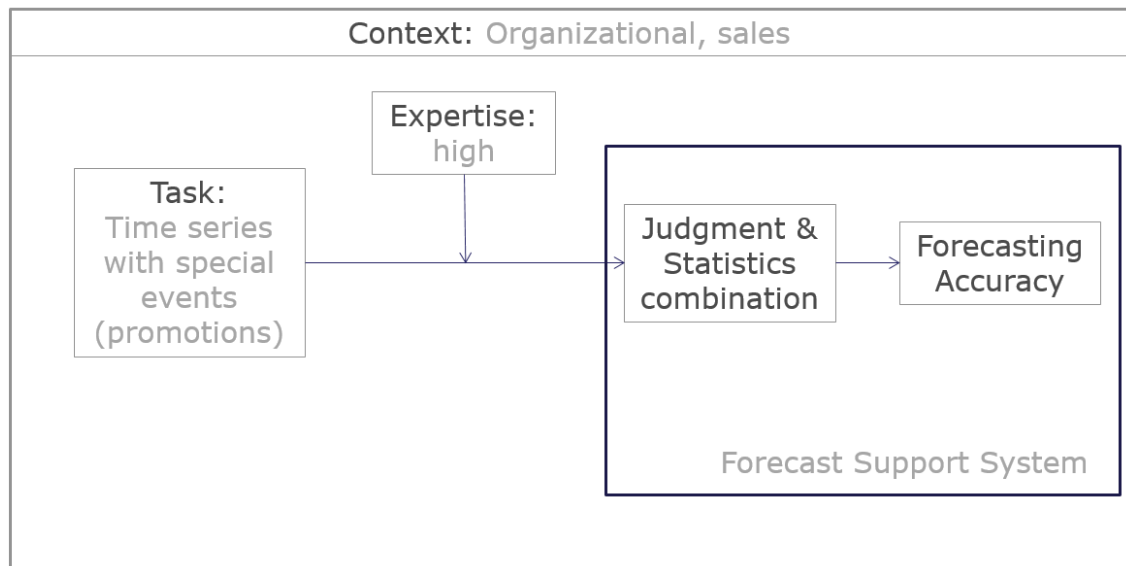 Context: Organizational, sales
Expertise:
high
Task:
Time series
with special
events
(promotions)
Judgment &
Statistics
combination
Forecasting
Accuracy
Forecast Support System